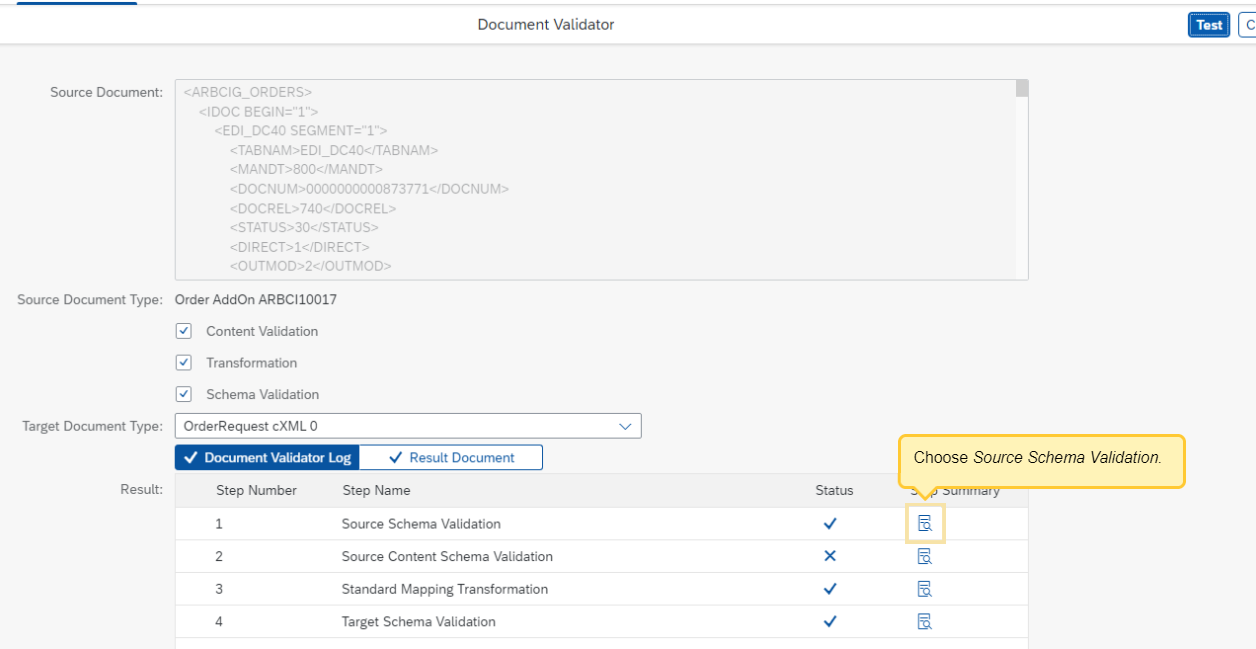 Document Validator
Test
C
Source Document:
<ARBCIG_ORDERS>
<IDOC BEGIN="1">
<EDI_DC40 SEGMENT="1">
<TABNAM>EDI_DC40</TABNAM>
<MANDT>800</MANDT>
<DOCNUM>0000000000873771</DOCNUM>
<DOCREL>740</DOCREL>
<STATUS>30</STATUS>
<DIRECT>1</DIRECT>
<OUTMOD>2</OUTMOD>
Source Document Type: Order AddOn ARBCI10017
Content Validation
Transformation
Schema Validation
Target Document Type: OrderRequest cXML 0
Document Validator Log Result Document
Choose Source Schema Validation.
Result: Step Number Step Name Status Summary
1 Source Schema Validation
2 Source Content Schema Validation
3 Standard Mapping Transformation
4 Target Schema Validation